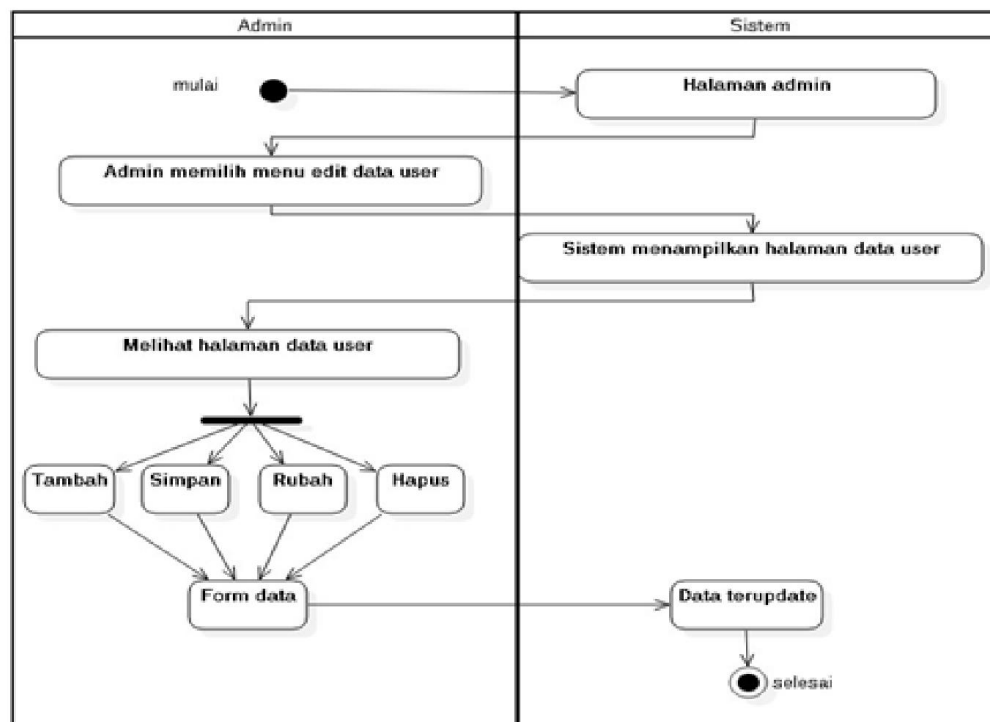 Admin
Sistem
mulai
Halaman admin
Admin memilih menu edit data user
Sistem menampilkan halaman data user
Melihat halaman data user
Tambah
Simpan
Rubah
Hapus
Form data
Data terupdate
selesai